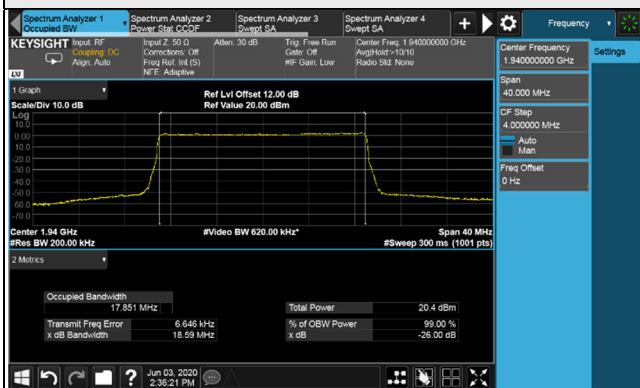 Spectrum Analyzer 1
Occupied BW
Spectrum Analyzer 2
Power Stat CCDF
Spectrum Analyzer 3
Swept SA
Spectrum Analyzer 4
Swept SA
Frequency
KEYSIGHT
Input: RF
Coupling: DC
Align: Auto
Input Z: 50 Ω
Corrections: Off
Freq Ref: Int (S)
NFE: Adaptive
Atten: 30 dB
Trig: Free Run
Gate: Off
#IF Gain: Low
Center Freq: 1.940000000 GHz
Avg|Hold:>10/10
Radio Std: None
LXI
Center Frequency
1.940000000 GHz
Settings
Span
40.000 MHz
CF Step
4.000000 MHz
Auto
Man
Freq Offset
0 Hz
1 Graph
Scale/Div 10.0 dB
Ref Lvl Offset 12.00 dB
Ref Value 20.00 dBm
Log
10.0
0.00
-10.0
-20.0
-30.0
-40.0
-50.0
-60.0
-70.0
Center 1.94 GHz
#Res BW 200.00 kHz
#Video BW 620.00 kHz*
Span 40 MHz
#Sweep 300 ms (1001 pts)
2 Metrics
Occupied Bandwidth
17.851 MHz
Total Power 20.4 dBm
Transmit Freq Error 6.646 kHz
% of OBW Power 99.00 %
x dB Bandwidth 18.59 MHz
x dB -26.00 dB
?
Jun 03, 2020
2:36:21 PM